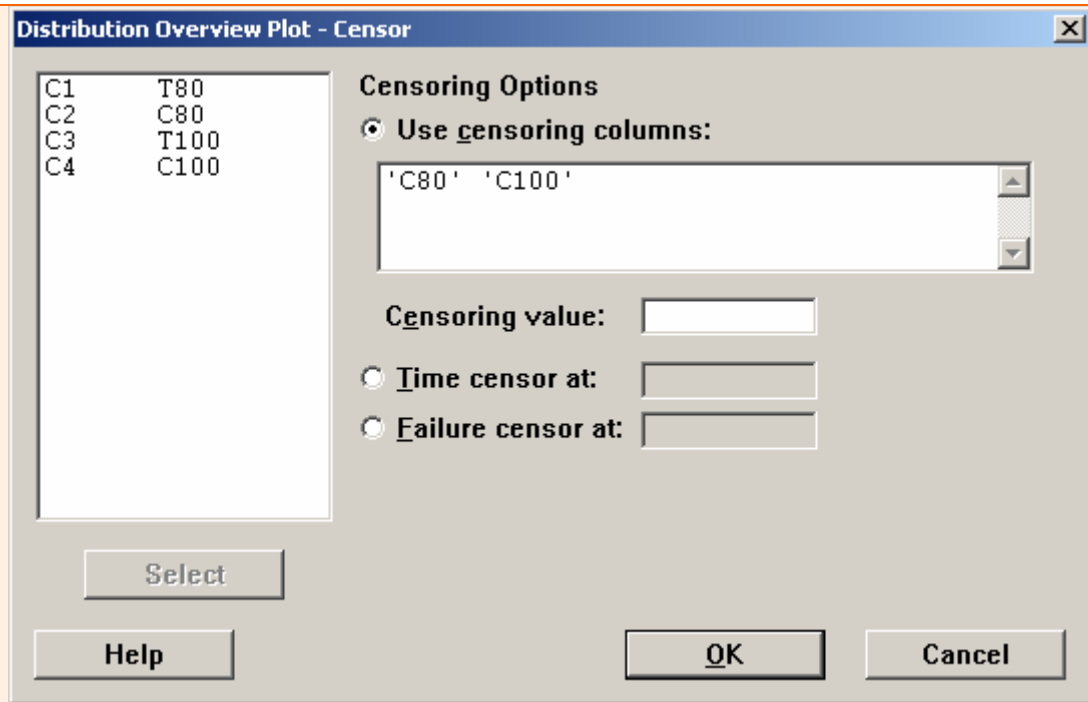 Distribution Overview Plot - Censor
C1 T80
C2 C80
C3 T100
C4 C100
Censoring Options
Use censoring columns:
'C80' 'C100'
Censoring value:
Time censor at:
Failure censor at:
Select
Help
OK
Cancel